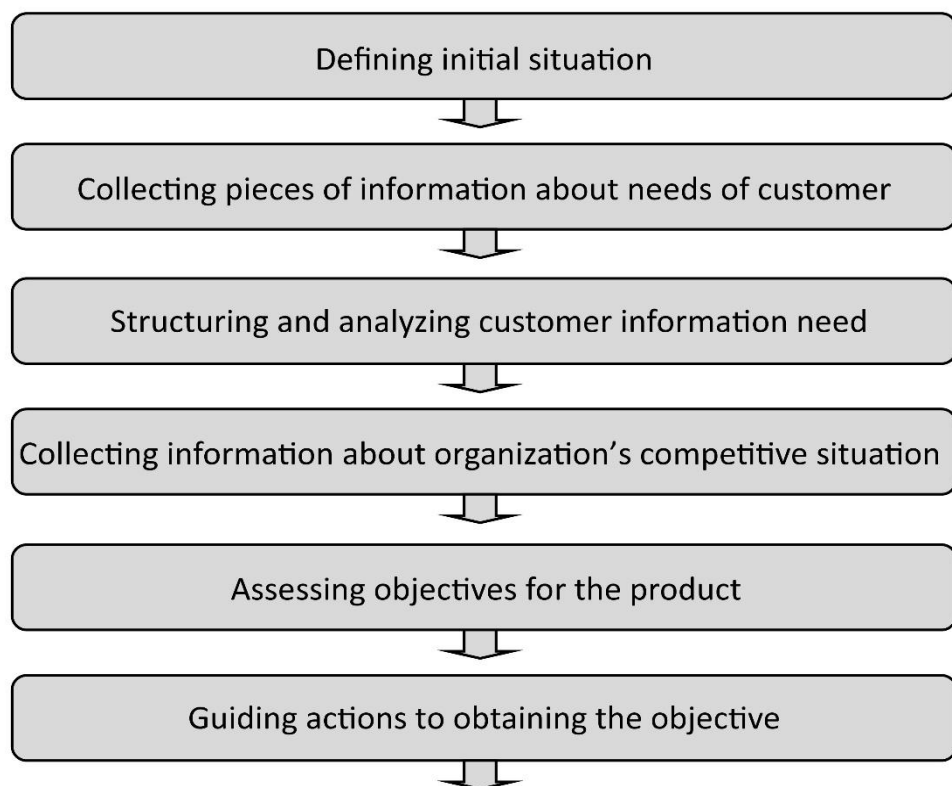 Defining initial situation
Collecting pieces of information about needs of customer
Structuring and analyzing customer information need
Collecting information about organization’s competitive situation
Assessing objectives for the product
Guiding actions to obtaining the objective